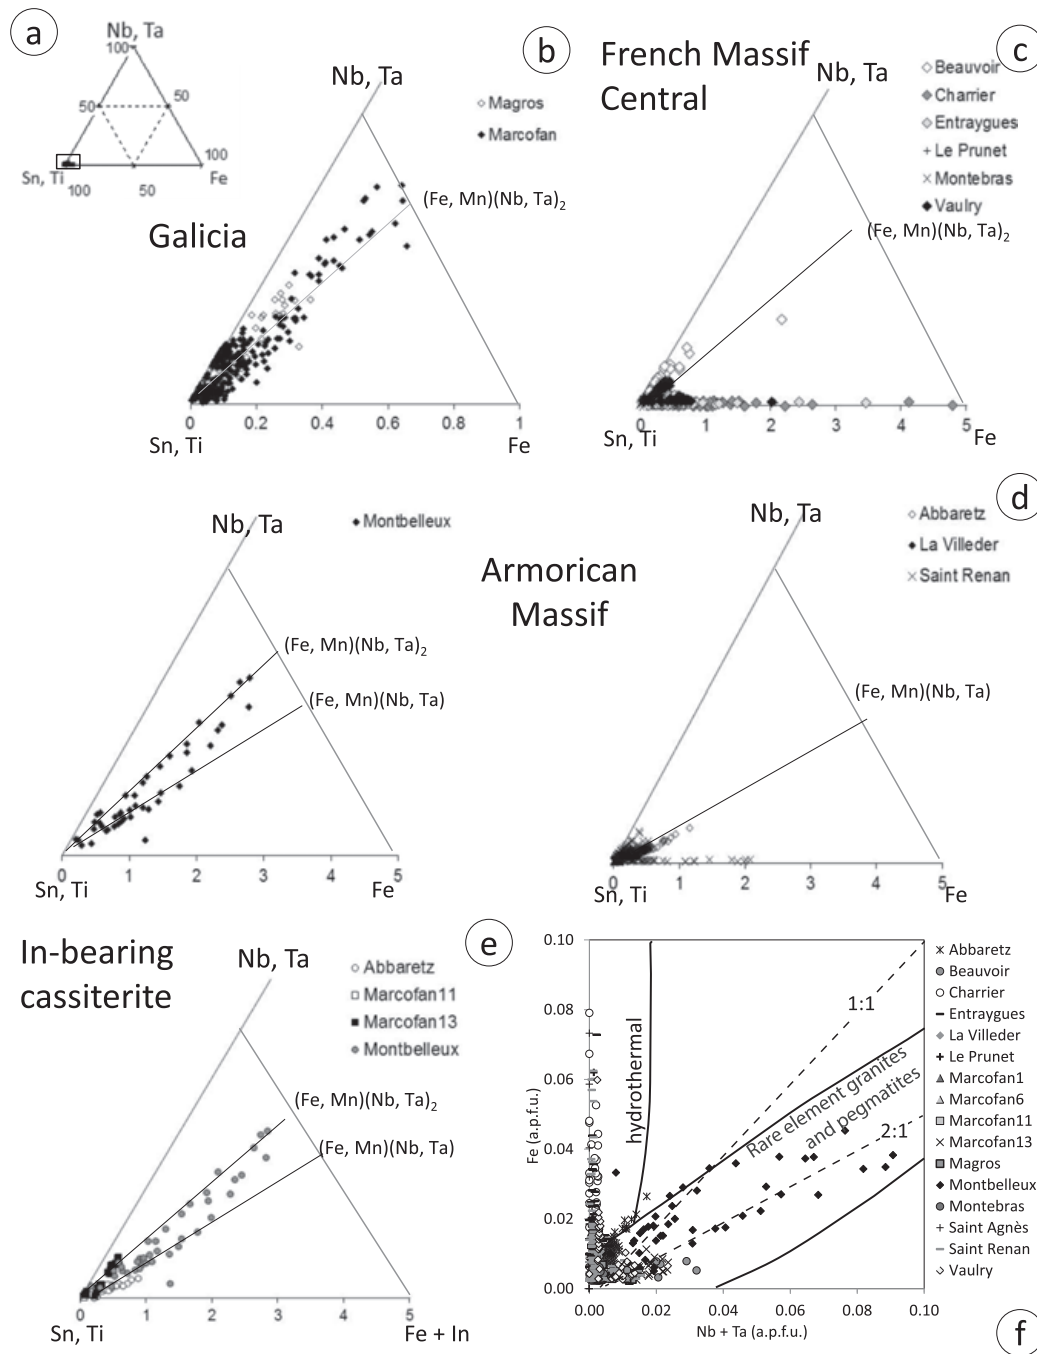 a
Nb, Ta
100
50
50
100
Sn, Ti
Fe
100
50
Galicia
b
Nb, Ta
Magros
Marcofan
(Fe, Mn)(Nb, Ta)2
0
0.2
0.4
0.6
0.8
1
Sn, Ti
Fe
French Massif
Central
c
Nb, Ta
Beauvoir
Charrier
Entraygues
Le Prunet
Montebras
Vaulry
(Fe, Mn)(Nb, Ta)2
0
1
2
3
4
5
Sn, Ti
Fe
Nb, Ta
Montbelleux
(Fe, Mn)(Nb, Ta)2
(Fe, Mn)(Nb, Ta)
0
1
2
3
4
5
Sn, Ti
Fe
Armorican
Massif
d
Nb, Ta
Abbaretz
La Villeder
Saint Renan
(Fe, Mn)(Nb, Ta)
0
1
2
3
4
5
Sn, Ti
Fe
In-bearing
cassiterite
e
Nb, Ta
Abbaretz
Marcofan11
Marcofan13
Montbelleux
(Fe, Mn)(Nb, Ta)2
(Fe, Mn)(Nb, Ta)
0
1
2
3
4
5
Sn, Ti
Fe + In
0.10
0.08
0.06
0.04
0.02
0.00
Fe (a.p.f.u.)
hydrothermal
1:1
Rare element granites
and pegmatites
2:1
0.00
0.02
0.04
0.06
0.08
0.10
Nb + Ta (a.p.f.u.)
Abbaretz
Beauvoir
Charrier
Entraygues
La Villeder
Le Prunet
Marcofan1
Marcofan6
Marcofan11
Marcofan13
Magros
Montbelleux
Montebras
Saint Agnès
Saint Renan
Vaulry
f